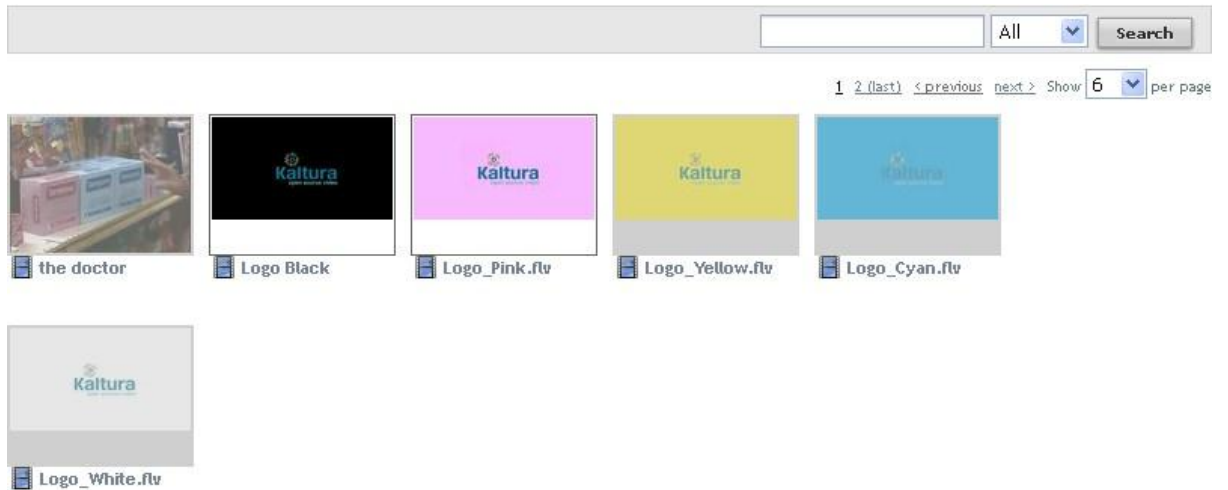 All Search
1 2 (last) < previous next > Show 6 per page
Kaltura Kaltura Kaltura Kaltura
the doctor Logo Black Logo_Pink.flv Logo_Yellow.flv Logo_Cyan.flv
Kaltura
Logo_White.flv